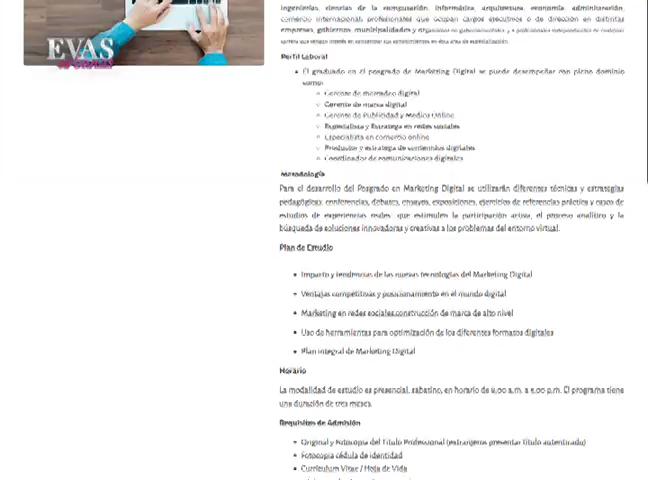 EVAS
ingenierías, ciencias de la computación, informática, arquitectura, economía, administración,
comercio internacional, profesionales que ocupan cargos ejecutivos o de dirección en distintas
empresas, gobiernos, municipalidades y organismos no gubernamentales, y a profesionales independientes
Perfil Laboral
• El graduado en el posgrado de Marketing Digital se puede desempeñar con pleno dominio
como:
○ Gerente de mercadeo digital
○ Gerente de marca digital
○ Gerente de Publicidad y Medios Online
○ Especialista y Estratega en redes sociales
○ Especialista en comercio online
○ Productor y estratega de contenidos digitales
○ Coordinador de comunicaciones digitales
Metodología
Para el desarrollo del Posgrado en Marketing Digital se utilizarán diferentes técnicas y estrategias
pedagógicas: conferencias, debates, ensayos, exposiciones, ejercicios de referencias práctica y casos de
estudios de experiencias reales que estimulen la participación activa, el proceso analítico y la
búsqueda de soluciones innovadoras y creativas a los problemas del entorno virtual.
Plan de Estudio
• Impacto y tendencias de las nuevas tecnologías del Marketing Digital
• Ventajas competitivas y posicionamiento en el mundo digital
• Marketing en redes sociales,construcción de marca de alto nivel
• Uso de herramientas para optimización de los diferentes formatos digitales
• Plan integral de Marketing Digital
Horario
La modalidad de estudio es presencial, sabatino, en horario de 8,00 a.m. a 5,00 p.m. El programa tiene
una duración de tres meses.
Requisitos de Admisión
• Original y Fotocopia del Título Profesional (extranjeros presentar título autenticado)
• Fotocopia cédula de identidad
• Curriculum Vitae / Hoja de Vida